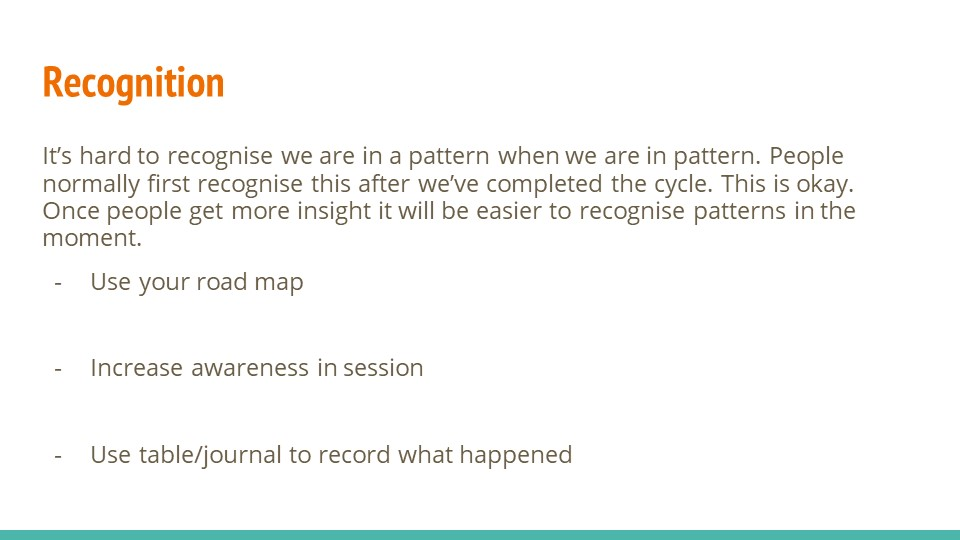 Recognition
It’s hard to recognise we are in a pattern when we are in pattern. People
normally first recognise this after we’ve completed the cycle. This is okay.
Once people get more insight it will be easier to recognise patterns in the
moment.
- Use your road map
- Increase awareness in session
- Use table/journal to record what happened